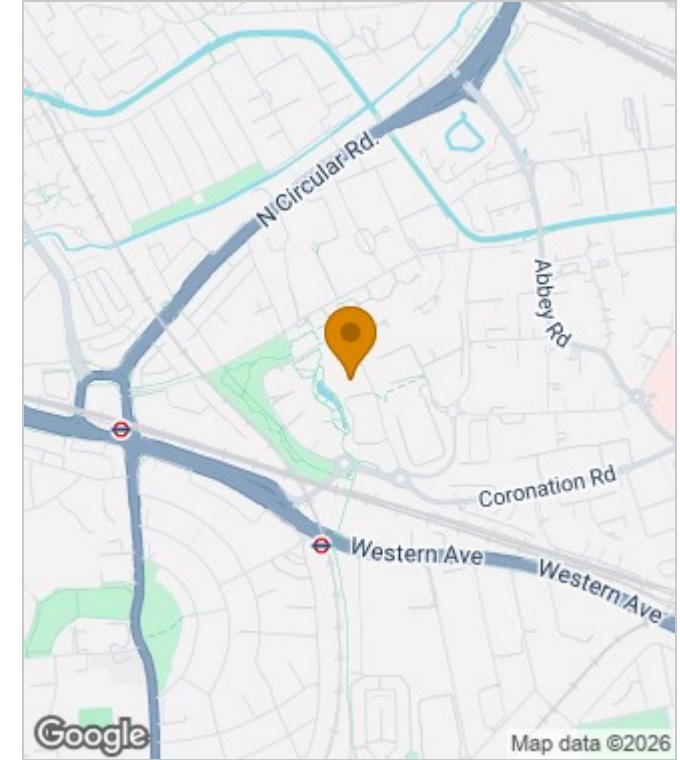 N Circular Rd.
Abbey Rd
Coronation Rd
Western Ave
Western Ave
Google
Map data ©2026